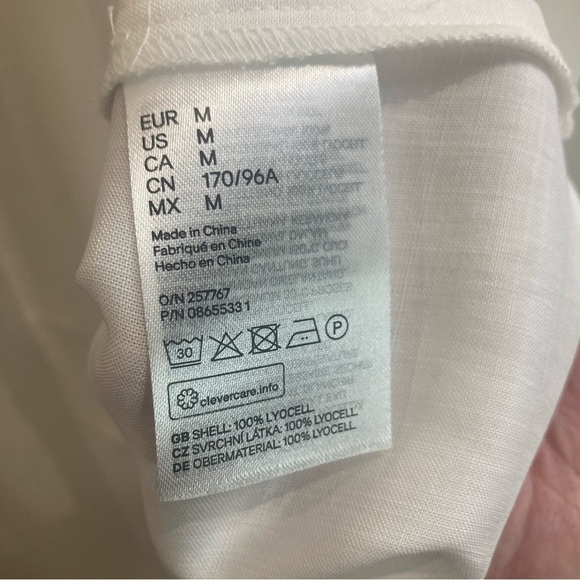 EUR M
US M
CA M
CN 170/96A
MX M
Made in China
Fabriqué en Chine
Hecho en China
O/N 257767
P/N 08655331
30 P
clevercare.info
GB SHELL: 100% LYOCELL
CZ SVRCHNÍ LÁTKA: 100% LYOCELL
DE OBERMATERIAL: 100% LYOCELL